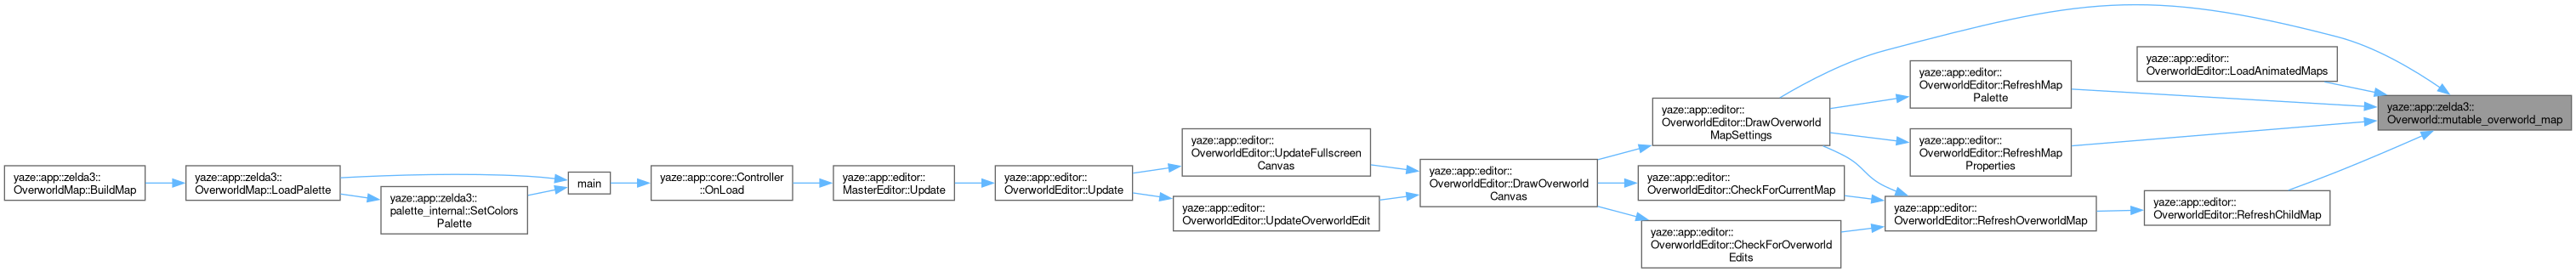 yaze::app::zelda3::
OverworldMap::BuildMap
yaze::app::zelda3::
OverworldMap::LoadPalette
yaze::app::zelda3::
palette_internal::SetColors
Palette
main
yaze::app::core::Controller
::OnLoad
yaze::app::editor::
MasterEditor::Update
yaze::app::editor::
OverworldEditor::Update
yaze::app::editor::
OverworldEditor::UpdateFullscreen
Canvas
yaze::app::editor::
OverworldEditor::UpdateOverworldEdit
yaze::app::editor::
OverworldEditor::DrawOverworld
Canvas
yaze::app::editor::
OverworldEditor::DrawOverworld
MapSettings
yaze::app::editor::
OverworldEditor::CheckForCurrentMap
yaze::app::editor::
OverworldEditor::CheckForOverworld
Edits
yaze::app::editor::
OverworldEditor::RefreshMap
Palette
yaze::app::editor::
OverworldEditor::RefreshMap
Properties
yaze::app::editor::
OverworldEditor::RefreshOverworldMap
yaze::app::editor::
OverworldEditor::LoadAnimatedMaps
yaze::app::editor::
OverworldEditor::RefreshChildMap
yaze::app::zelda3::
Overworld::mutable_overworld_map